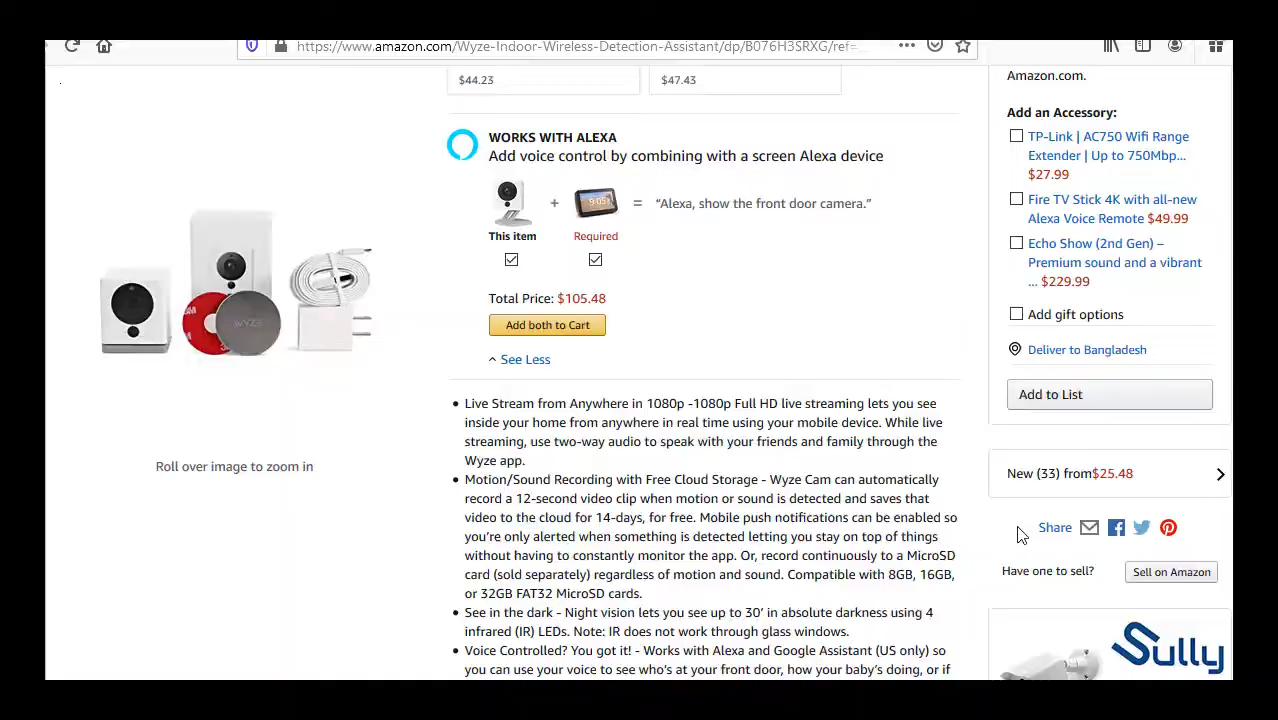 https://www.amazon.com/Wyze-Indoor-Wireless-Detection-Assistant/dp/B076H3SRXG/ref=
$44.23
$47.43
WORKS WITH ALEXA
Add voice control by combining with a screen Alexa device
9:05
+
=
“Alexa, show the front door camera.”
This item
Required
Total Price: $105.48
Add both to Cart
See Less
WYZE
Roll over image to zoom in
• Live Stream from Anywhere in 1080p -1080p Full HD live streaming lets you see
inside your home from anywhere in real time using your mobile device. While live
streaming, use two-way audio to speak with your friends and family through the
Wyze app.
• Motion/Sound Recording with Free Cloud Storage - Wyze Cam can automatically
record a 12-second video clip when motion or sound is detected and saves that
video to the cloud for 14-days, for free. Mobile push notifications can be enabled so
you’re only alerted when something is detected letting you stay on top of things
without having to constantly monitor the app. Or, record continuously to a MicroSD
card (sold separately) regardless of motion and sound. Compatible with 8GB, 16GB,
or 32GB FAT32 MicroSD cards.
• See in the dark - Night vision lets you see up to 30’ in absolute darkness using 4
infrared (IR) LEDs. Note: IR does not work through glass windows.
• Voice Controlled? You got it! - Works with Alexa and Google Assistant (US only) so
you can use your voice to see who’s at your front door, how your baby’s doing, or if
Amazon.com.
Add an Accessory:
TP-Link | AC750 Wifi Range
Extender | Up to 750Mbp...
$27.99
Fire TV Stick 4K with all-new
Alexa Voice Remote $49.99
Echo Show (2nd Gen) –
Premium sound and a vibrant
... $229.99
Add gift options
Deliver to Bangladesh
Add to List
New (33) from$25.48
Share
Have one to sell?
Sell on Amazon
Sully